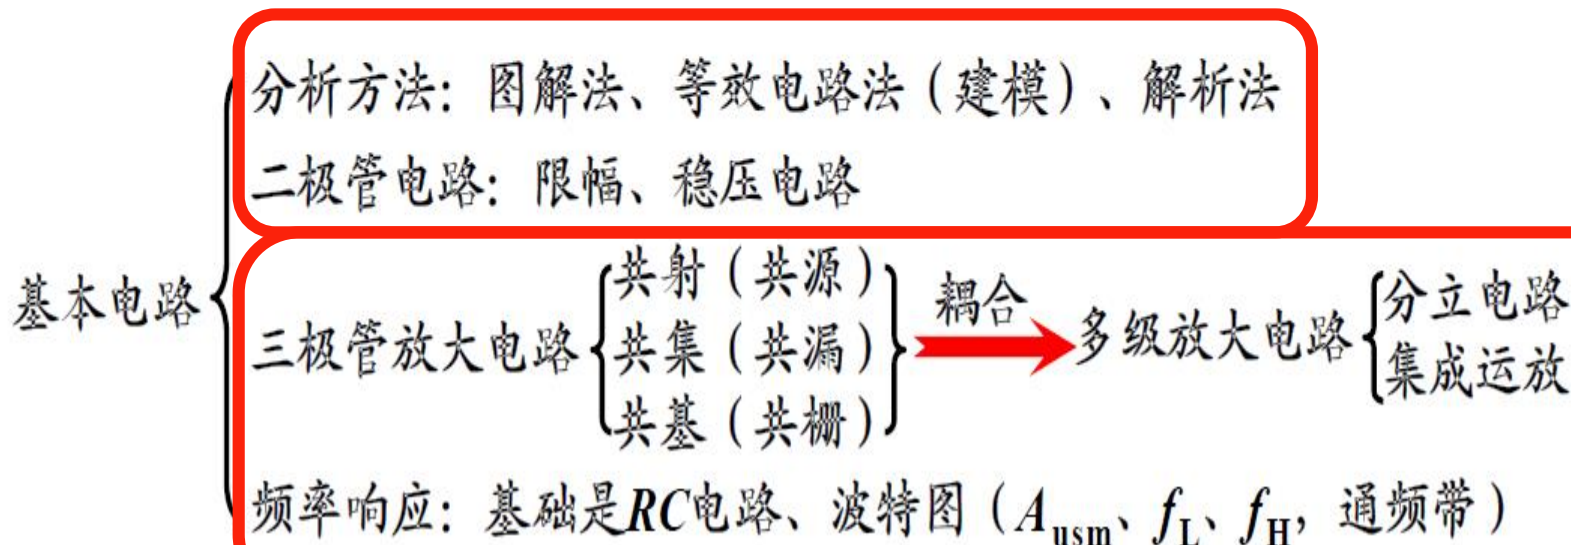 分析方法：图解法、等效电路法（建模）、解析法
二极管电路：限幅、稳压电路
基本电路
三极管放大电路
共射（共源）
共集（共漏）
共基（共栅）
耦合
多级放大电路
分立电路
集成运放
频率响应：基础是RC电路、波特图（Ausm、fL、fH，通频带）